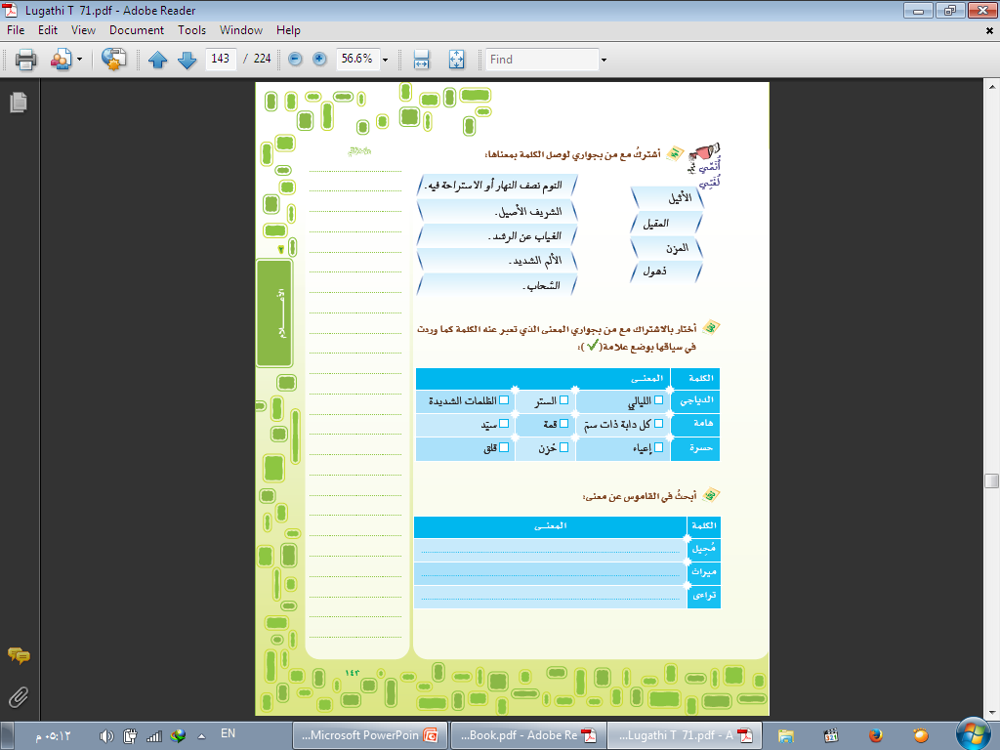 Lugathi T 71.pdf - Adobe Reader
File Edit View Document Tools Window Help
143 / 224 56.6% Find
أشترك مع من بجواري لوصل الكلمة بمعناها:
أُنَمِّي
لُغَتِي
الأثيل
المقيل
المزن
ذهول
النوم نصف النهار أو الاستراحة فيه.
الشريف الأصيل.
الغياب عن الرشد.
الألم الشديد.
السَّحاب.
أختار بالاشتراك مع من بجواري المعنى الذي تعبر عنه الكلمة كما وردت
في سياقها بوضع علامة (✓):
الكلمة المعنـى
الدياجي الليالي الستر الظلمات الشديدة
هامة كل دابة ذات سمّ قمة سيّد
حسرة إعياء حُزن قلق
أبحثُ في القاموس عن معنى:
الكلمة المعنـى
مُحِيل
ميراث
تراءى
الأعـــــلام
١٤٣
٠٥:١٢ م EN ...Microsoft PowerPoin ...Book.pdf - Adobe Re ...Lugathi T 71.pdf - A